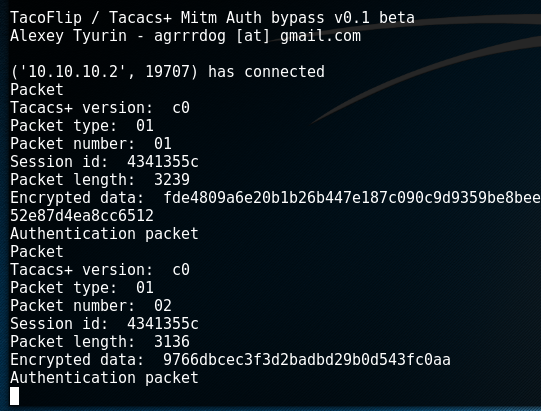 TacoFlip / Tacacs+ Mitm Auth bypass v0.1 beta
Alexey Tyurin - agrrrdog [at] gmail.com
('10.10.10.2', 19707) has connected
Packet
Tacacs+ version:  c0
Packet type:  01
Packet number:  01
Session id:  4341355c
Packet length:  3239
Encrypted data:  fde4809a6e20b1b26b447e187c090c9d9359be8bee
52e87d4ea8cc6512
Authentication packet
Packet
Tacacs+ version:  c0
Packet type:  01
Packet number:  02
Session id:  4341355c
Packet length:  3136
Encrypted data:  9766dbcec3f3d2badbd29b0d543fc0aa
Authentication packet